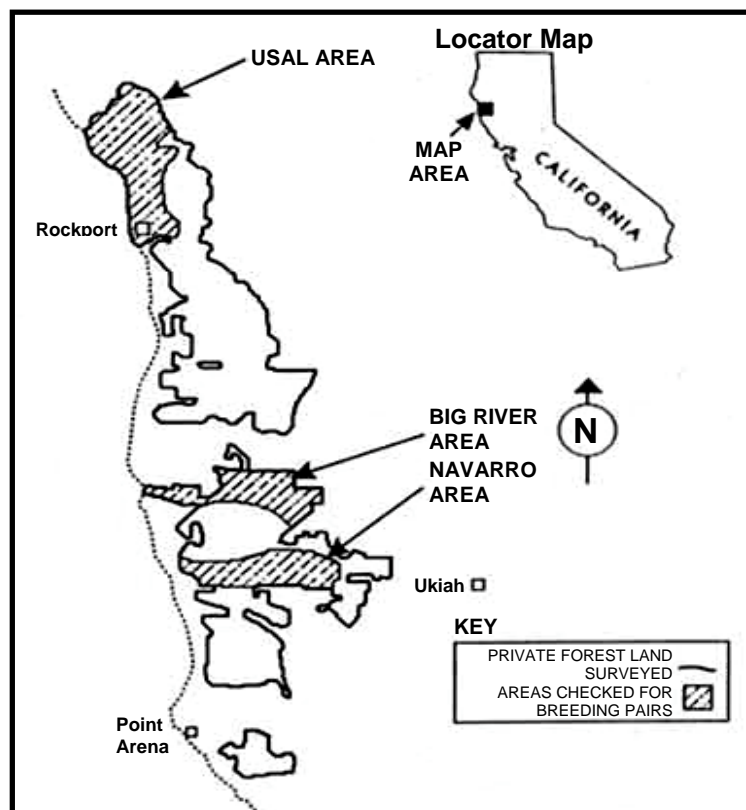 Locator Map
USAL AREA
MAP
AREA
CALIFORNIA
Rockport
BIG RIVER
AREA
NAVARRO
AREA
N
Ukiah
KEY
PRIVATE FOREST LAND
SURVEYED
AREAS CHECKED FOR
BREEDING PAIRS
Point
Arena